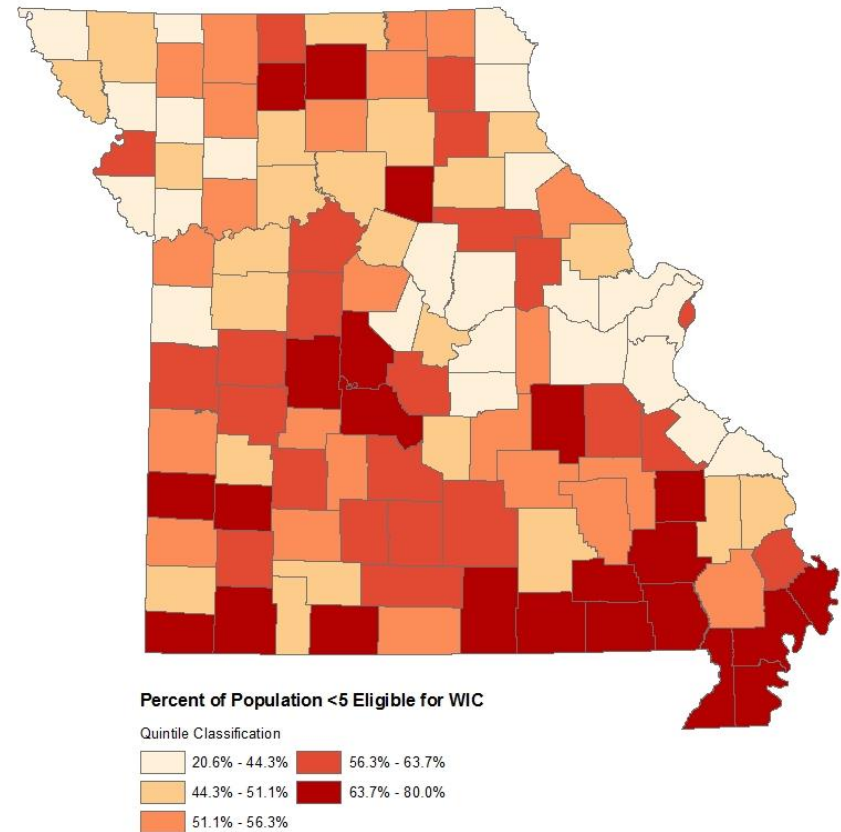 Percent of Population <5 Eligible for WIC
Quintile Classification
20.6% - 44.3% 56.3% - 63.7%
44.3% - 51.1% 63.7% - 80.0%
51.1% - 56.3%